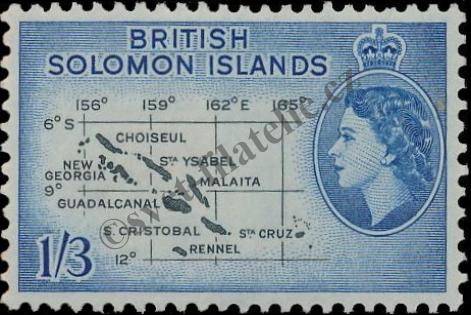 BRITISH
SOLOMON ISLANDS
156° 159° 162°E 165°
6°S
CHOISEUL
STA YSABEL
NEW
GEORGIA
9°
MALAITA
GUADALCANAL
S. CRISTOBAL STA CRUZ
RENNEL
12°
1/3